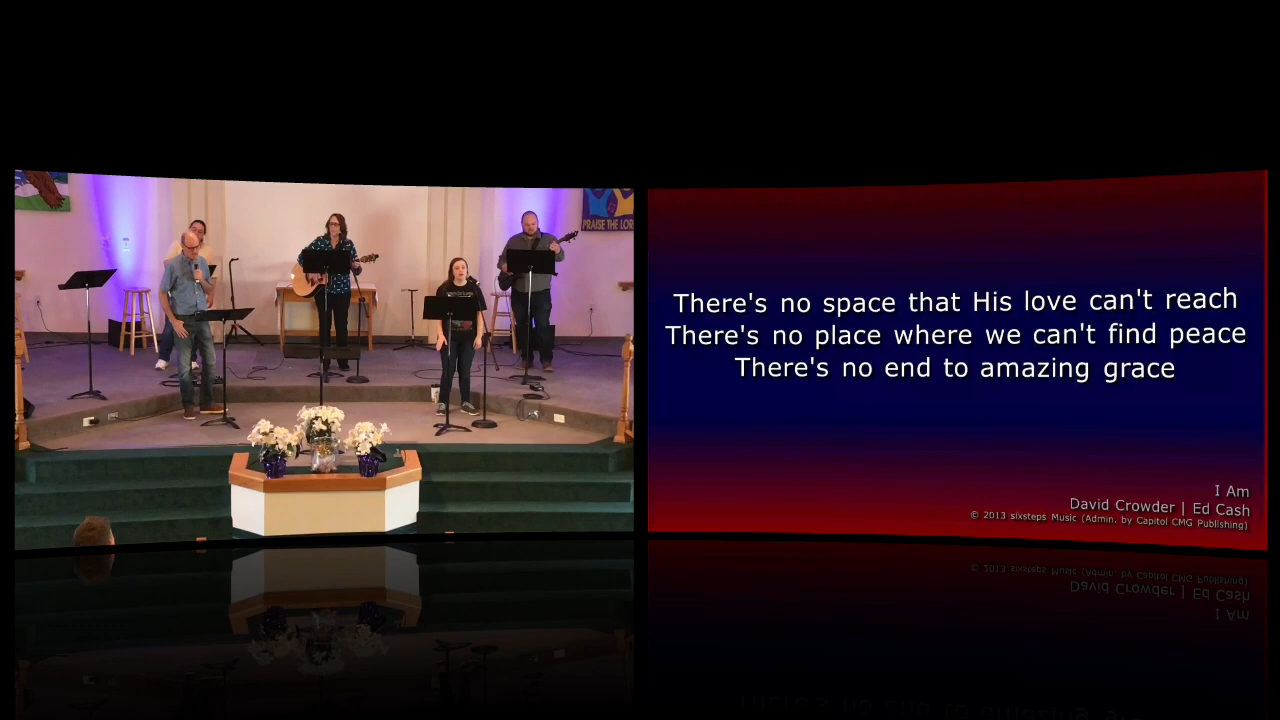 PRAISE THE LOR
There's no space that His love can't reach
There's no place where we can't find peace
There's no end to amazing grace
I Am
David Crowder | Ed Cash
© 2013 sixsteps Music (Admin. by Capitol CMG Publishing)